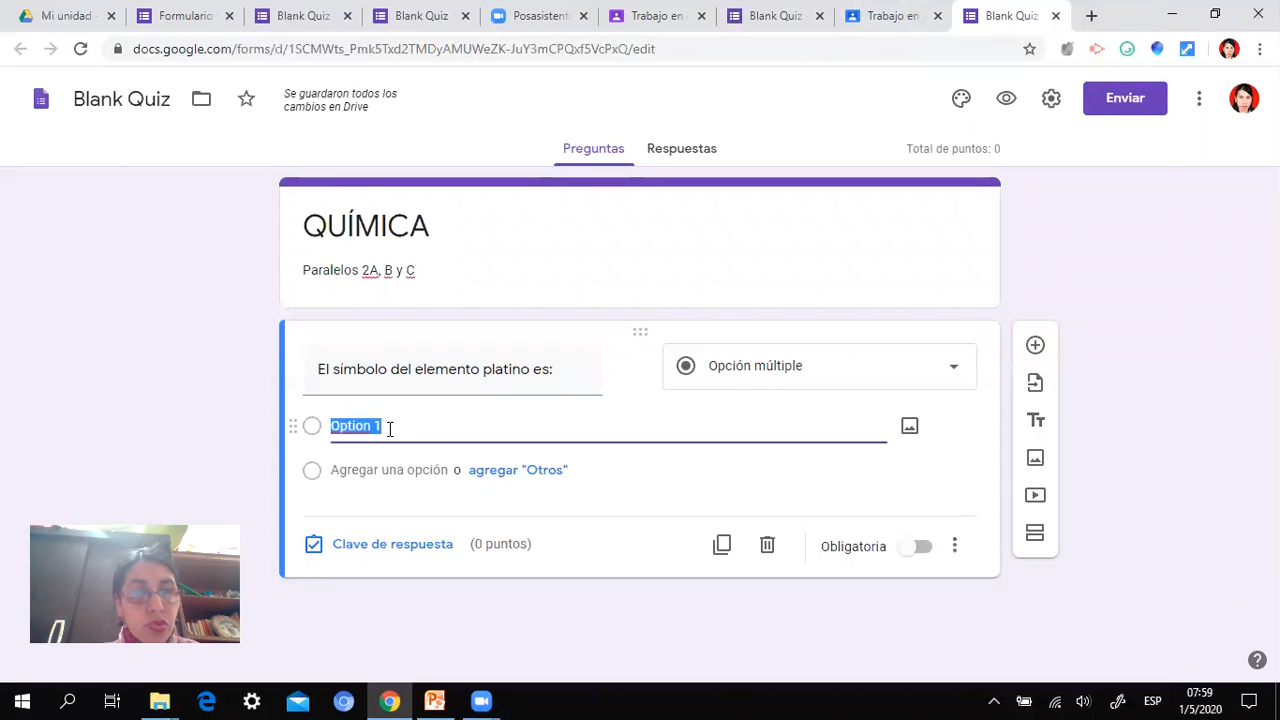 Mi unidad
Formulario
Blank Quiz
Blank Quiz
Posasistent
Trabajo en
Blank Quiz
Trabajo en
Blank Quiz
docs.google.com/forms/d/1SCMWts_Pmk5Txd2TMDyAMUWeZK-JuY3mCPQxf5VcPxQ/edit
Blank Quiz
Se guardaron todos los
cambios en Drive
Enviar
Preguntas
Respuestas
Total de puntos: 0
QUÍMICA
Paralelos 2A, B y C
El símbolo del elemento platino es:
Opción múltiple
Option 1
Agregar una opción o agregar "Otros"
Clave de respuesta (0 puntos)
Obligatoria
Tт
ESP
07:59
1/5/2020